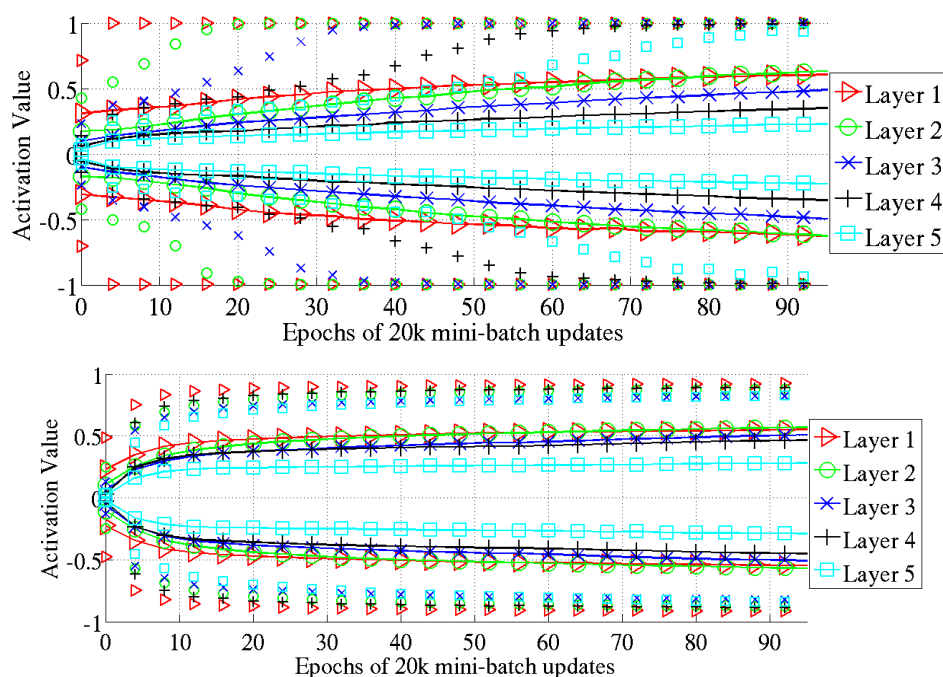 1
0.5
0
-0.5
-1
Activation Value
0 10 20 30 40 50 60 70 80 90
Epochs of 20k mini-batch updates
Layer 1
Layer 2
Layer 3
Layer 4
Layer 5
1
0.5
0
-0.5
-1
Activation Value
0 10 20 30 40 50 60 70 80 90
Epochs of 20k mini-batch updates
Layer 1
Layer 2
Layer 3
Layer 4
Layer 5